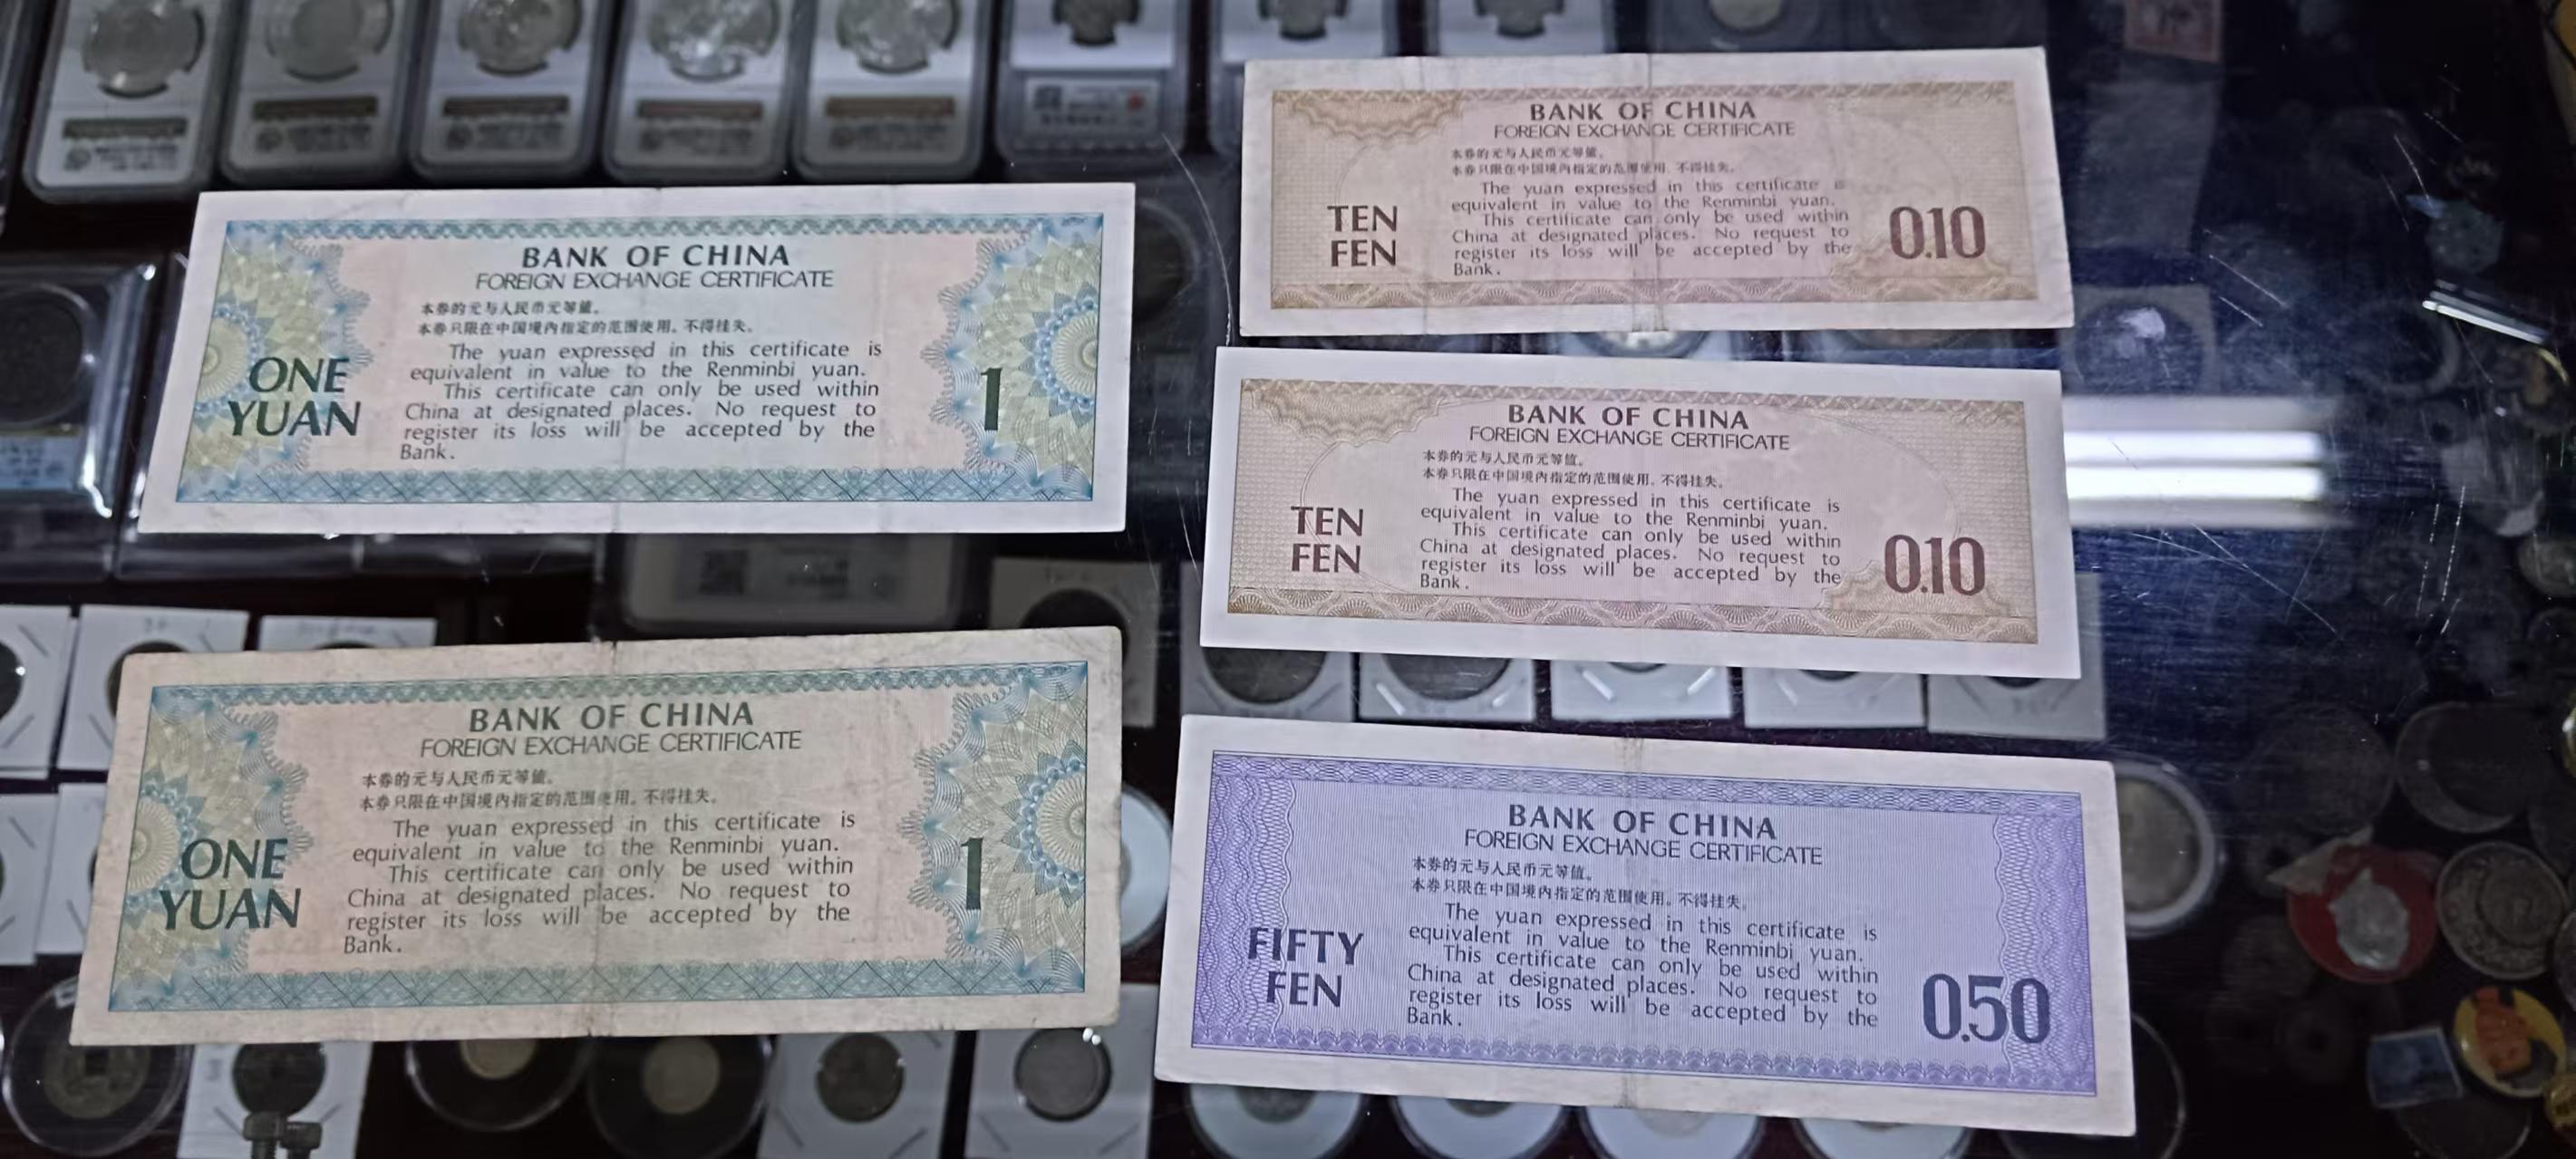 BANK OF CHINA
FOREIGN EXCHANGE CERTIFICATE
本券的元与人民币元等值。
本券只限在中国境内指定的范围使用。不得挂失。
The yuan expressed in this certificate is
equivalent in value to the Renminbi yuan.
This certificate can only be used within
China at designated places. No request to
register its loss will be accepted by the
Bank.
ONE
YUAN
1
BANK OF CHINA
FOREIGN EXCHANGE CERTIFICATE
本券的元与人民币元等值。
本券只限在中国境内指定的范围使用。不得挂失。
The yuan expressed in this certificate is
equivalent in value to the Renminbi yuan.
This certificate can only be used within
China at designated places. No request to
register its loss will be accepted by the
Bank.
ONE
YUAN
1
BANK OF CHINA
FOREIGN EXCHANGE CERTIFICATE
本券的元与人民币元等值。
本券只限在中国境内指定的范围使用。不得挂失。
The yuan expressed in this certificate is
equivalent in value to the Renminbi yuan.
This certificate can only be used within
China at designated places. No request to
register its loss will be accepted by the
Bank.
TEN
FEN
0.10
BANK OF CHINA
FOREIGN EXCHANGE CERTIFICATE
本券的元与人民币元等值。
本券只限在中国境内指定的范围使用。不得挂失。
The yuan expressed in this certificate is
equivalent in value to the Renminbi yuan.
This certificate can only be used within
China at designated places. No request to
register its loss will be accepted by the
Bank.
TEN
FEN
0.10
BANK OF CHINA
FOREIGN EXCHANGE CERTIFICATE
本券的元与人民币元等值。
本券只限在中国境内指定的范围使用。不得挂失。
The yuan expressed in this certificate is
equivalent in value to the Renminbi yuan.
This certificate can only be used within
China at designated places. No request to
register its loss will be accepted by the
Bank.
FIFTY
FEN
0.50